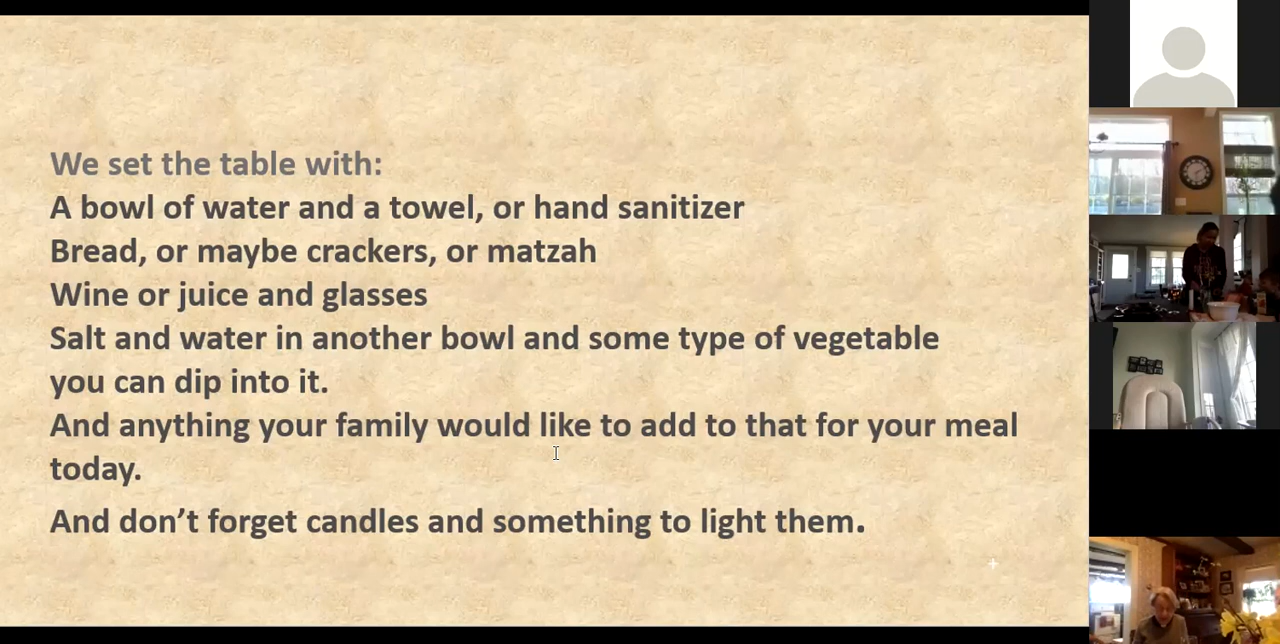 We set the table with:
A bowl of water and a towel, or hand sanitizer
Bread, or maybe crackers, or matzah
Wine or juice and glasses
Salt and water in another bowl and some type of vegetable
you can dip into it.
And anything your family would like to add to that for your meal
today.
And don’t forget candles and something to light them.